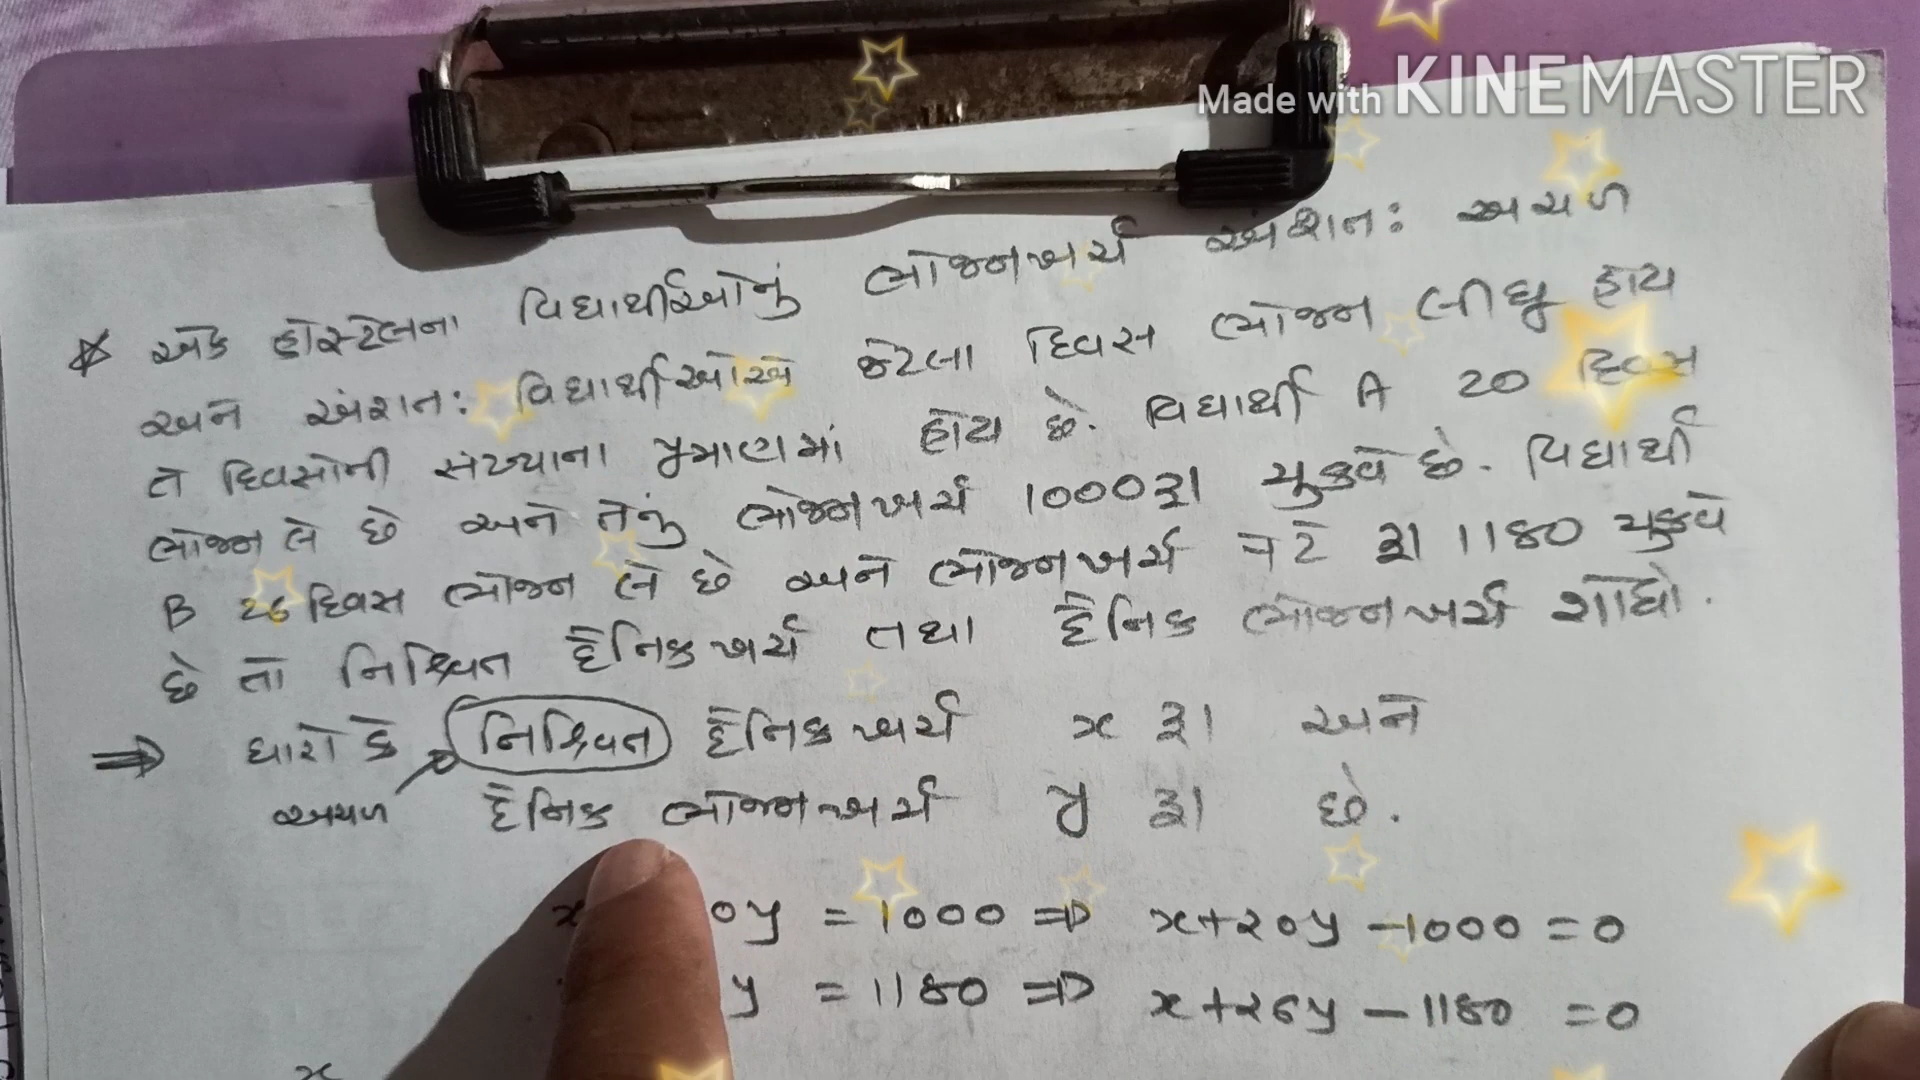 Made with KINEMASTER
* એક હોસ્ટેલના વિદ્યાર્થીઓનું ભોજનખર્ચ અંશતઃ અચળ
અને અંશતઃ વિદ્યાર્થીઓએ જેટલા દિવસ ભોજન લીધુ હોય
તે દિવસોની સંખ્યાના પ્રમાણમાં હોય છે. વિદ્યાર્થી A 20 દિવસ
ભોજન લે છે અને તેનું ભોજનખર્ચ 1000રૂા ચુકવે છે. વિદ્યાર્થી
B 26 દિવસ ભોજન લે છે અને ભોજનખર્ચ પેટે રૂા 1180 ચુકવે
છે તો નિશ્ચિત દૈનિકખર્ચ તથા દૈનિક ભોજનખર્ચ શોધો.
⇒ ધારો કે નિશ્ચિત દૈનિકખર્ચ x રૂા અને
અચળ દૈનિક ભોજનખર્ચ y રૂા છે.
x 0y = 1000 ⇒ x+20y -1000 = 0
y = 1180 ⇒ x+26y - 1180 = 0
x